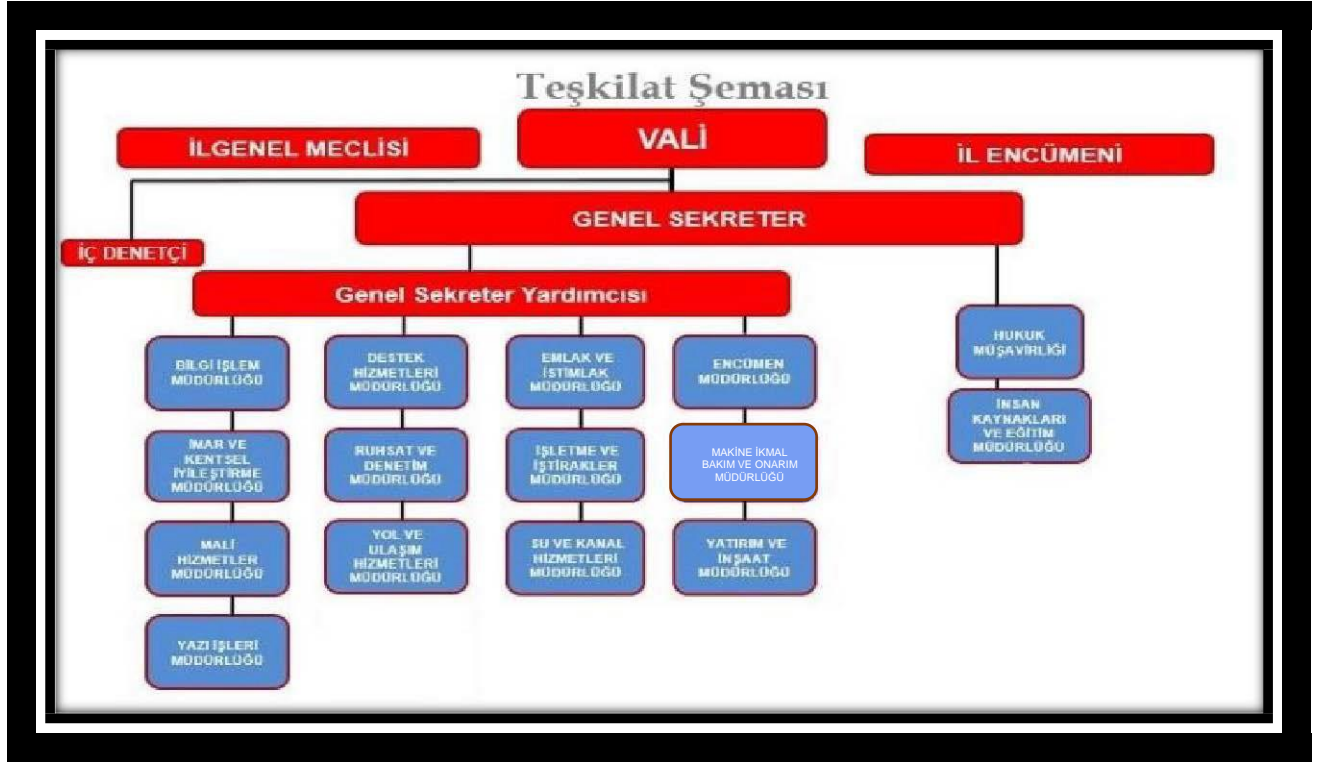 Teşkilat Şeması
VALİ
İLGENEL MECLİSİ
İL ENCÜMENİ
GENEL SEKRETER
İÇ DENETÇİ
Genel Sekreter Yardımcısı
BİLGİ İŞLEM
MÜDÜRLÜĞÜ
DESTEK
HİZMETLERİ
MÜDÜRLÜĞÜ
EMLAK VE
İSTİMLAK
MÜDÜRLÜĞÜ
ENCÜMEN
MÜDÜRLÜĞÜ
HUKUK
MÜŞAVİRLİĞİ
İMAR VE
KENTSEL
İYİLEŞTİRME
MÜDÜRLÜĞÜ
RUHSAT VE
DENETİM
MÜDÜRLÜĞÜ
İŞLETME VE
İŞTİRAKLER
MÜDÜRLÜĞÜ
MAKİNE İKMAL
BAKIM VE ONARIM
MÜDÜRLÜĞÜ
İNSAN
KAYNAKLARI
VE EĞİTİM
MÜDÜRLÜĞÜ
MALİ
HİZMETLER
MÜDÜRLÜĞÜ
YOL VE
ULAŞIM
HİZMETLERİ
MÜDÜRLÜĞÜ
SU VE KANAL
HİZMETLERİ
MÜDÜRLÜĞÜ
YATIRIM VE
İNŞAAT
MÜDÜRLÜĞÜ
YAZI İŞLERİ
MÜDÜRLÜĞÜ